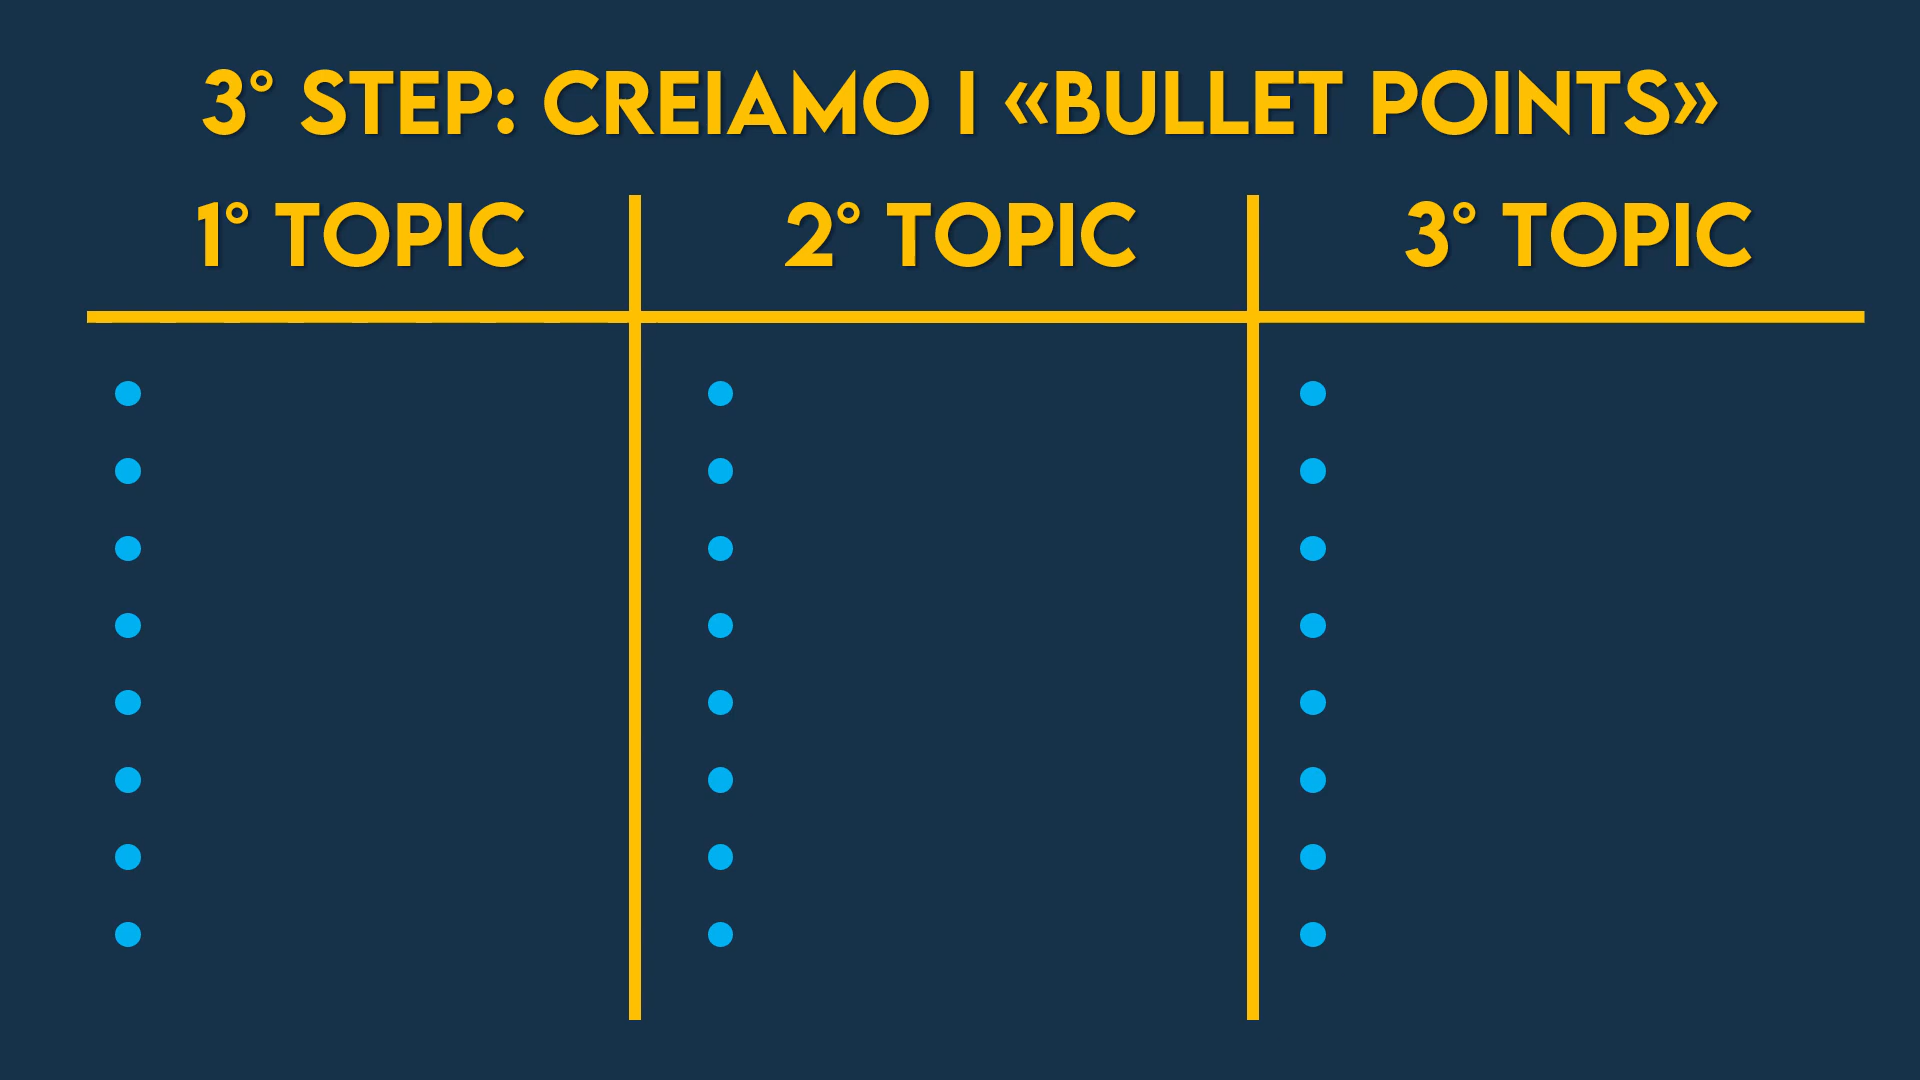 3° STEP: CREIAMO I «BULLET POINTS»
1° TOPIC
2° TOPIC
3° TOPIC